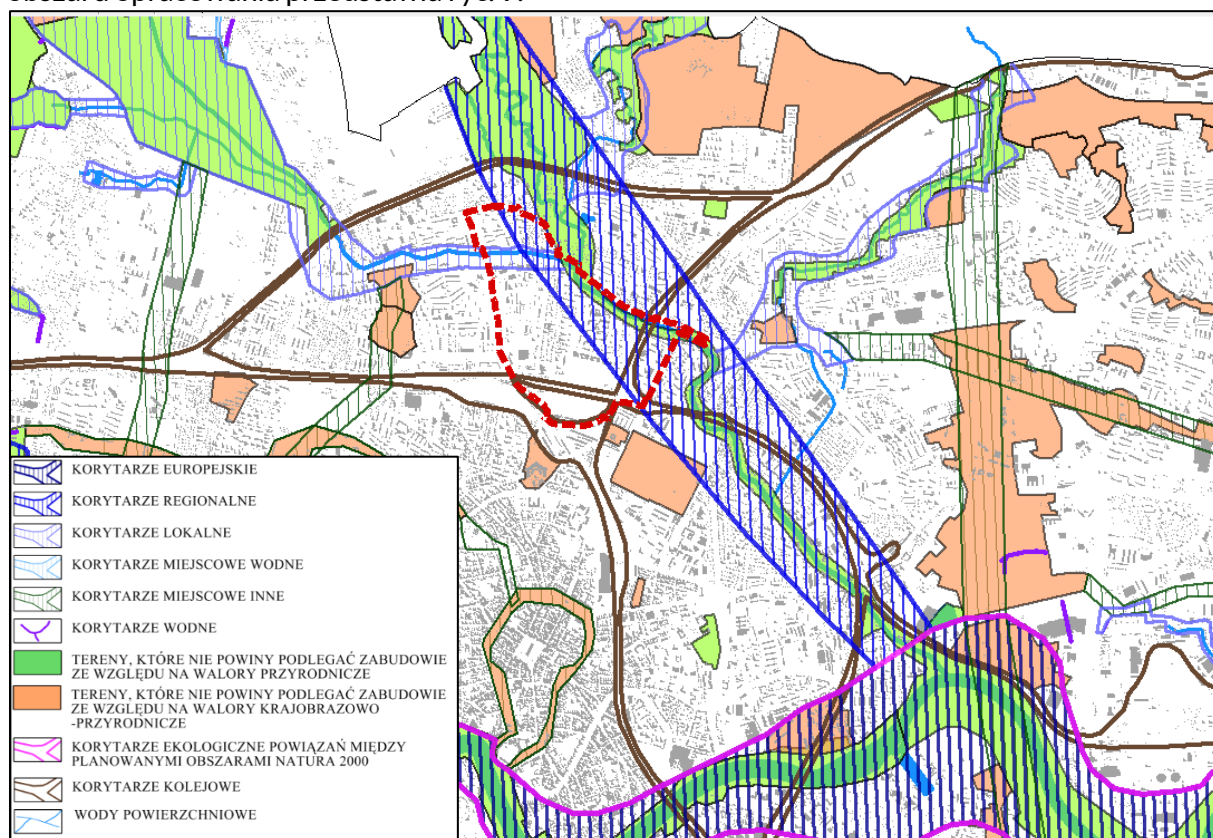 KORYTARZE EUROPEJSKIE
KORYTARZE REGIONALNE
KORYTARZE LOKALNE
KORYTARZE MIEJSCOWE WODNE
KORYTARZE MIEJSCOWE INNE
KORYTARZE WODNE
TERENY, KTÓRE NIE POWINY PODLEGAĆ ZABUDOWIE
ZE WZGLĘDU NA WALORY PRZYRODNICZE
TERENY, KTÓRE NIE POWINY PODLEGAĆ ZABUDOWIE
ZE WZGLĘDU NA WALORY KRAJOBRAZOWO
-PRZYRODNICZE
KORYTARZE EKOLOGICZNE POWIĄZAŃ MIĘDZY
PLANOWANYMI OBSZARAMI NATURA 2000
KORYTARZE KOLEJOWE
WODY POWIERZCHNIOWE